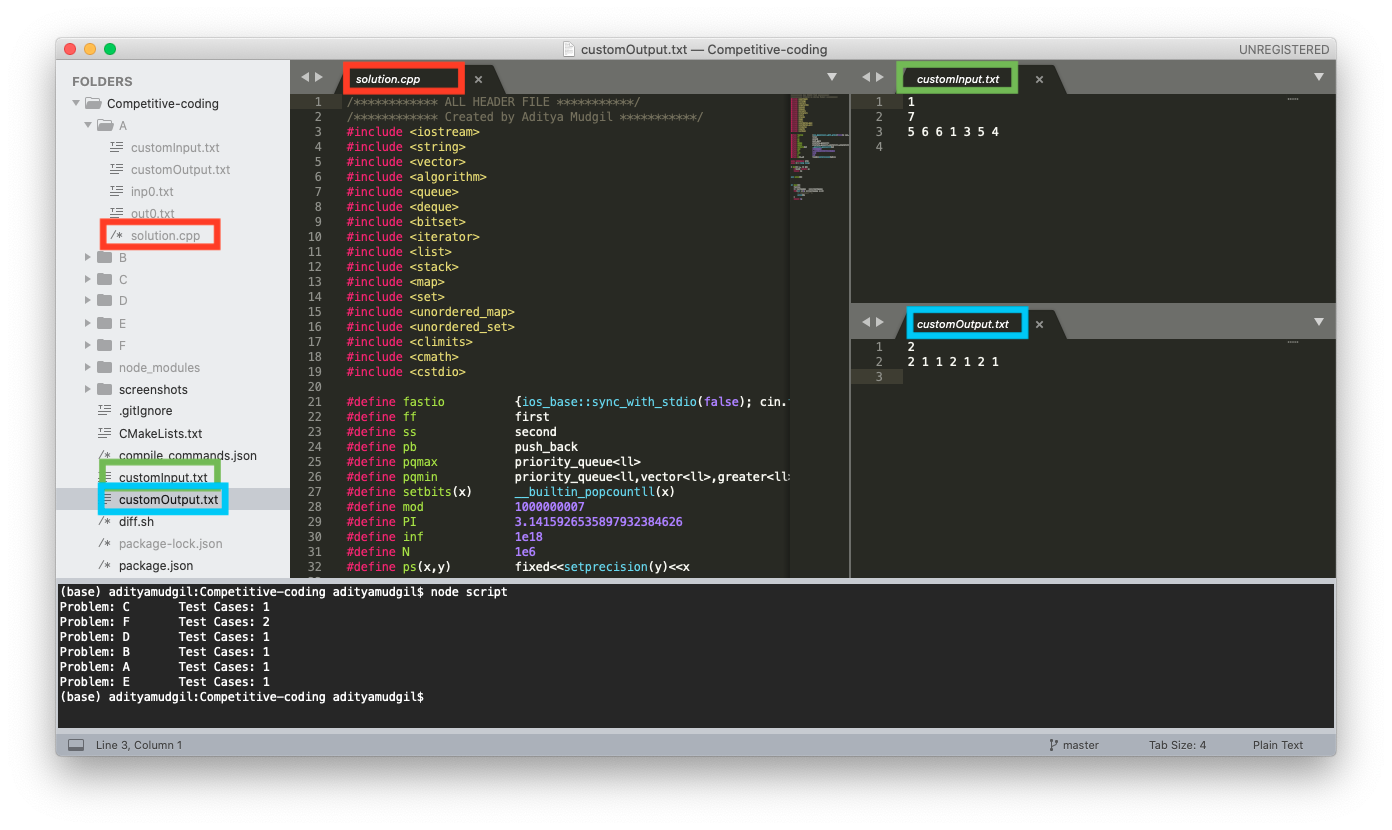 customOutput.txt — Competitive-coding
UNREGISTERED
FOLDERS
Competitive-coding
A
customInput.txt
customOutput.txt
inp0.txt
out0.txt
/* solution.cpp
B
C
D
E
F
node_modules
screenshots
.gitIgnore
CMakeLists.txt
/* compile_commands.json
customInput.txt
customOutput.txt
/* diff.sh
/* package-lock.json
/* package.json
solution.cpp ×
1 /************ ALL HEADER FILE ***********/
2 /************ Created by Aditya Mudgil ***********/
3 #include <iostream>
4 #include <string>
5 #include <vector>
6 #include <algorithm>
7 #include <queue>
8 #include <deque>
9 #include <bitset>
10 #include <iterator>
11 #include <list>
12 #include <stack>
13 #include <map>
14 #include <set>
15 #include <unordered_map>
16 #include <unordered_set>
17 #include <climits>
18 #include <cmath>
19 #include <cstdio>
20
21 #define fastio {ios_base::sync_with_stdio(false); cin.
22 #define ff first
23 #define ss second
24 #define pb push_back
25 #define pqmax priority_queue<ll>
26 #define pqmin priority_queue<ll,vector<ll>,greater<ll>
27 #define setbits(x) __builtin_popcountll(x)
28 #define mod 1000000007
29 #define PI 3.1415926535897932384626
30 #define inf 1e18
31 #define N 1e6
32 #define ps(x,y) fixed<<setprecision(y)<<x
customInput.txt ×
1 1
2 7
3 5 6 6 1 3 5 4
4
customOutput.txt ×
1 2
2 2 1 1 2 1 2 1
3
(base) adityamudgil:Competitive-coding adityamudgil$ node script
Problem: C Test Cases: 1
Problem: F Test Cases: 2
Problem: D Test Cases: 1
Problem: B Test Cases: 1
Problem: A Test Cases: 1
Problem: E Test Cases: 1
(base) adityamudgil:Competitive-coding adityamudgil$
Line 3, Column 1
master
Tab Size: 4
Plain Text